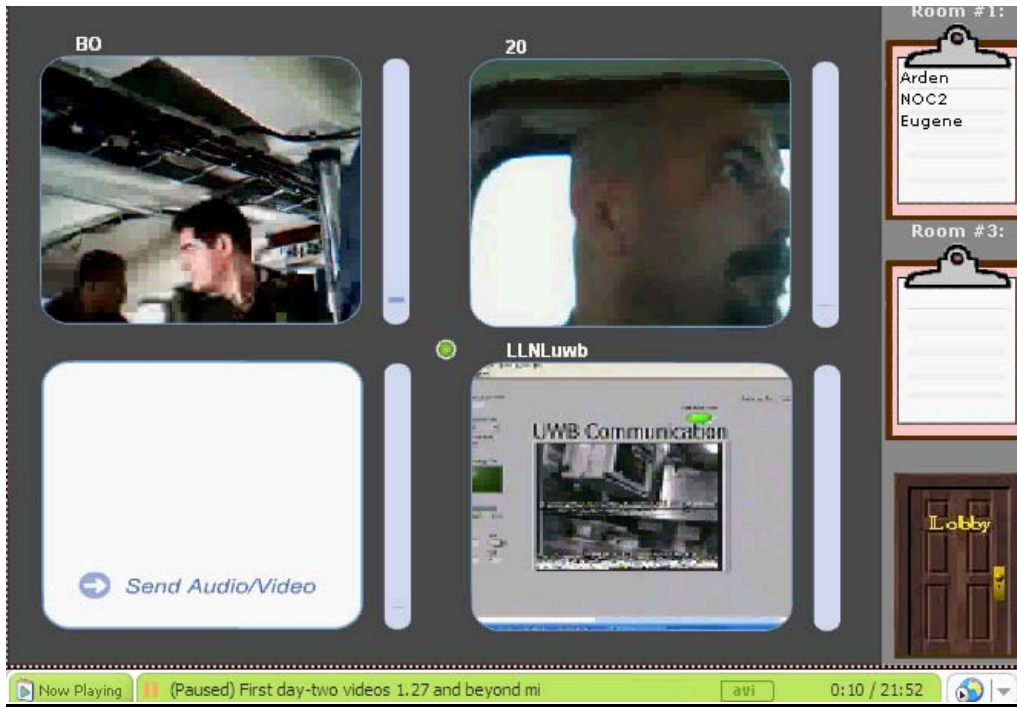 BO
20
Send Audio/Video
LLNLuwb
UWB Communication
Room #1:
Arden
NOC2
Eugene
Room #3:
Lobby
Now Playing
(Paused) First day-two videos 1.27 and beyond mi
avi
0:10 / 21:52